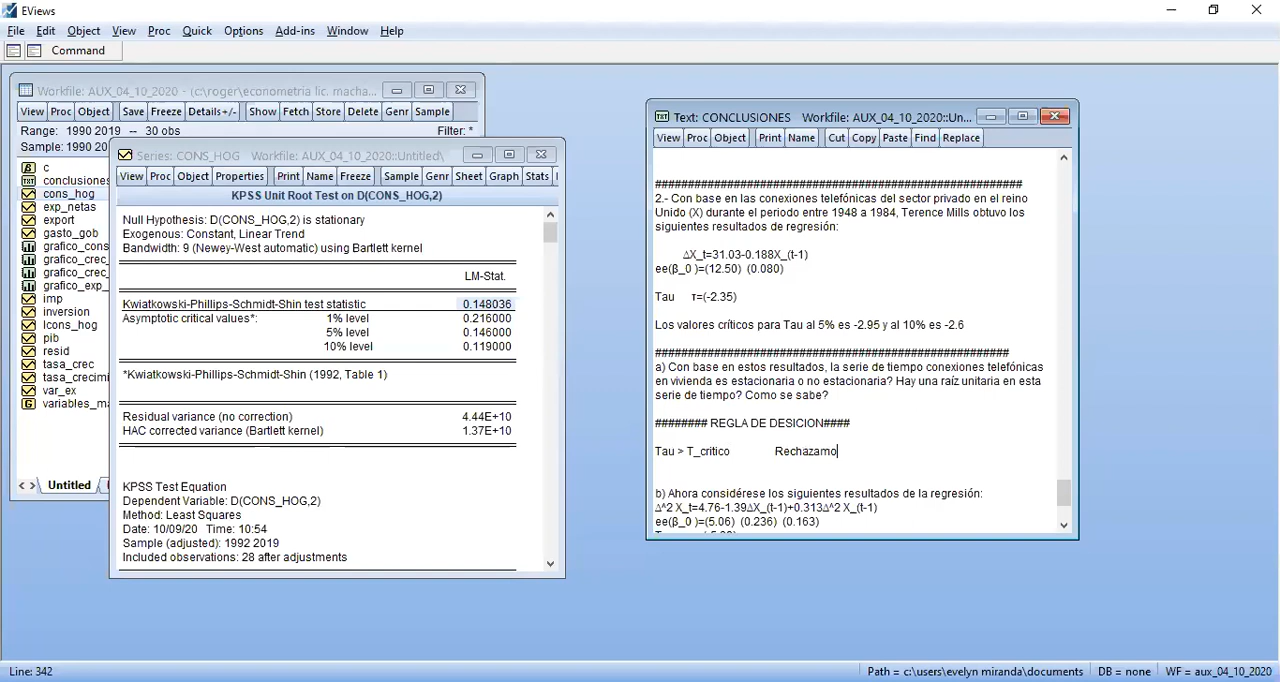 EViews
File Edit Object View Proc Quick Options Add-ins Window Help
Command
Workfile: AUX_04_10_2020 - (c:\roger\econometria lic. macha...
View Proc Object Save Freeze Details+/- Show Fetch Store Delete Genr Sample
Range: 1990 2019 -- 30 obs
Filter: *
Sample: 1990 20
c
conclusiones
cons_hog
exp_netas
export
gasto_gob
grafico_cons
grafico_crec_
grafico_crec_
grafico_exp_
imp
inversion
lcons_hog
pib
resid
tasa_crec
tasa_crecimi
var_ex
variables_ma
< > Untitled
Series: CONS_HOG Workfile: AUX_04_10_2020::Untitled\
View Proc Object Properties Print Name Freeze Sample Genr Sheet Graph Stats
KPSS Unit Root Test on D(CONS_HOG,2)
Null Hypothesis: D(CONS_HOG,2) is stationary
Exogenous: Constant, Linear Trend
Bandwidth: 9 (Newey-West automatic) using Bartlett kernel
LM-Stat.
Kwiatkowski-Phillips-Schmidt-Shin test statistic 0.148036
Asymptotic critical values*: 1% level 0.216000
5% level 0.146000
10% level 0.119000
*Kwiatkowski-Phillips-Schmidt-Shin (1992, Table 1)
Residual variance (no correction) 4.44E+10
HAC corrected variance (Bartlett kernel) 1.37E+10
KPSS Test Equation
Dependent Variable: D(CONS_HOG,2)
Method: Least Squares
Date: 10/09/20 Time: 10:54
Sample (adjusted): 1992 2019
Included observations: 28 after adjustments
Text: CONCLUSIONES Workfile: AUX_04_10_2020::Un...
View Proc Object Print Name Cut Copy Paste Find Replace
########################################################
2.- Con base en las conexiones telefónicas del sector privado en el reino
Unido (X) durante el periodo entre 1948 a 1984, Terence Mills obtuvo los
siguientes resultados de regresión:
∆X_t=31.03-0.188X_(t-1)
ee(β_0 )=(12.50) (0.080)
Tau τ=(-2.35)
Los valores críticos para Tau al 5% es -2.95 y al 10% es -2.6
######################################################
a) Con base en estos resultados, la serie de tiempo conexiones telefónicas
en vivienda es estacionaria o no estacionaria? Hay una raíz unitaria en esta
serie de tiempo? Como se sabe?
######## REGLA DE DESICION####
Tau > T_critico Rechazamo
b) Ahora considérese los siguientes resultados de la regresión:
∆^2 X_t=4.76-1.39∆X_(t-1)+0.313∆^2 X_(t-1)
ee(β_0 )=(5.06) (0.236) (0.163)
Line: 342
Path = c:\users\evelyn miranda\documents DB = none WF = aux_04_10_2020